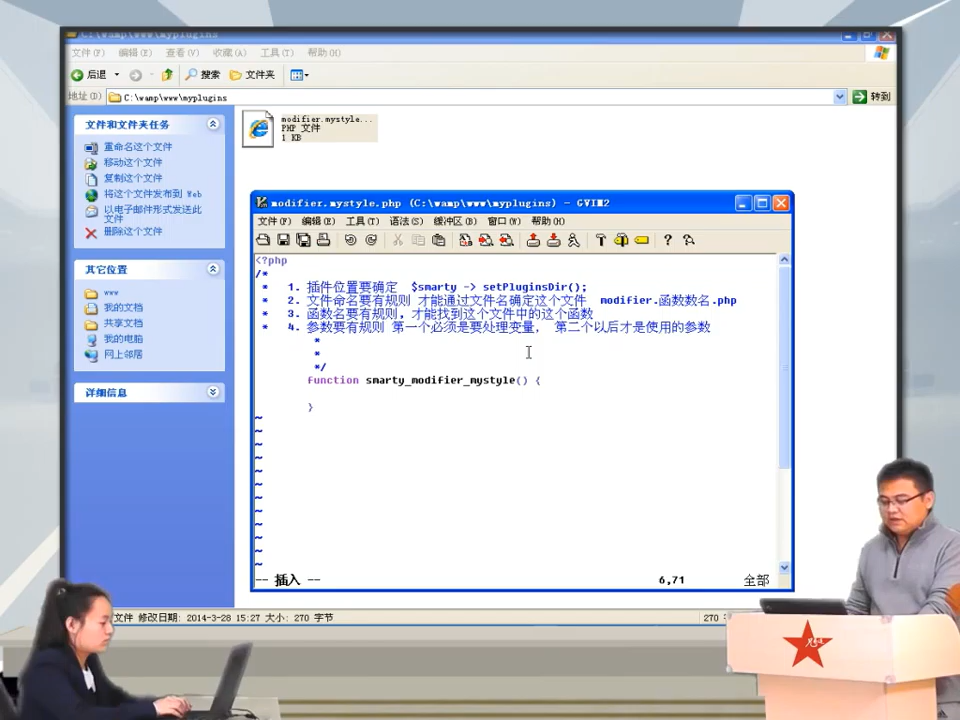 C:\wamp\www\myplugins
文件(F) 编辑(E) 查看(V) 收藏(A) 工具(T) 帮助(H)
后退 搜索 文件夹
地址(D) C:\wamp\www\myplugins 转到
文件和文件夹任务
重命名这个文件
移动这个文件
复制这个文件
将这个文件发布到 Web
以电子邮件形式发送此
文件
删除这个文件
其它位置
www
我的文档
共享文档
我的电脑
网上邻居
详细信息
modifier.mystyle...
PHP 文件
1 KB
modifier.mystyle.php (C:\wamp\www\myplugins) - GVIM2
文件(F) 编辑(E) 工具(T) 语法(S) 缓冲区(B) 窗口(W) 帮助(H)
<?php
/*
* 1. 插件位置要确定 $smarty -> setPluginsDir();
* 2. 文件命名要有规则 才能通过文件名确定这个文件 modifier.函数数名.php
* 3. 函数名要有规则，才能找到这个文件中的这个函数
* 4. 参数要有规则 第一个必须是要处理变量， 第二个以后才是使用的参数
*
*
*/
function smarty_modifier_mystyle() {
}
~
~
~
~
~
~
~
~
~
~
~
~
-- 插入 -- 6,71 全部
文件 修改日期: 2014-3-28 15:27 大小: 270 字节 270